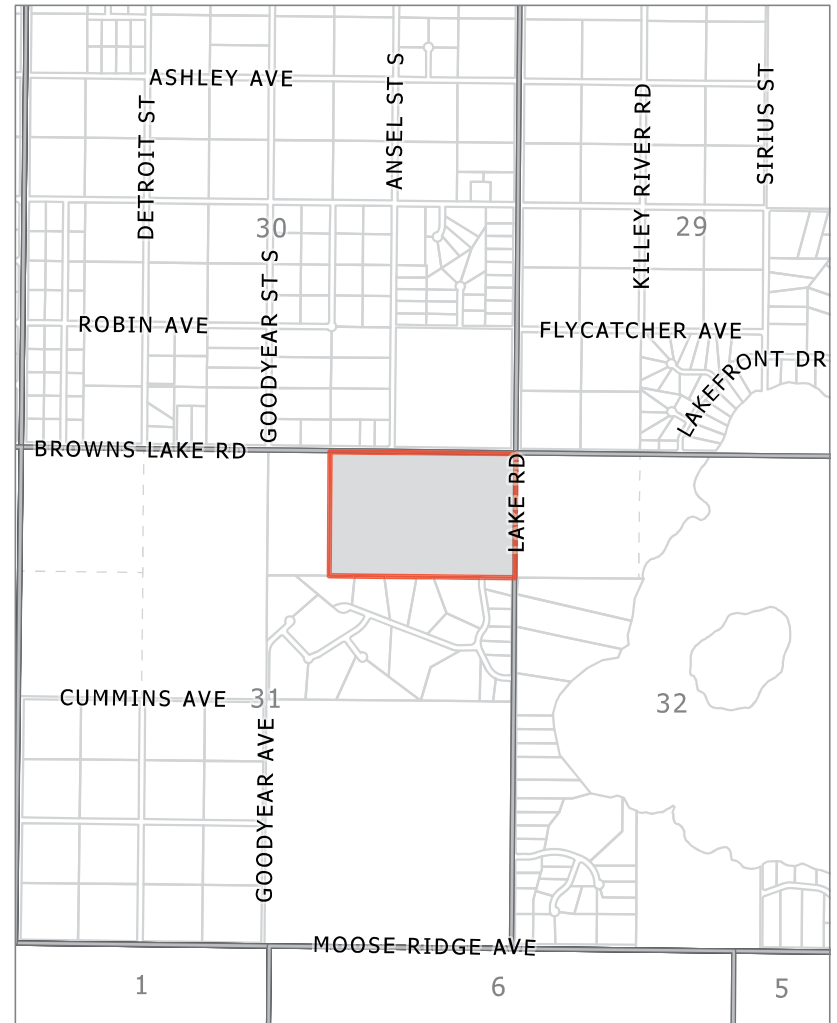 ASHLEY AVE
DETROIT ST
ANSEL ST S
KILLEY RIVER RD
SIRIUS ST
30
29
GOODYEAR ST S
ROBIN AVE
FLYCATCHER AVE
LAKEFRONT DR
BROWNS LAKE RD
LAKE RD
CUMMINS AVE
31
32
GOODYEAR AVE
MOOSE RIDGE AVE
1
6
5